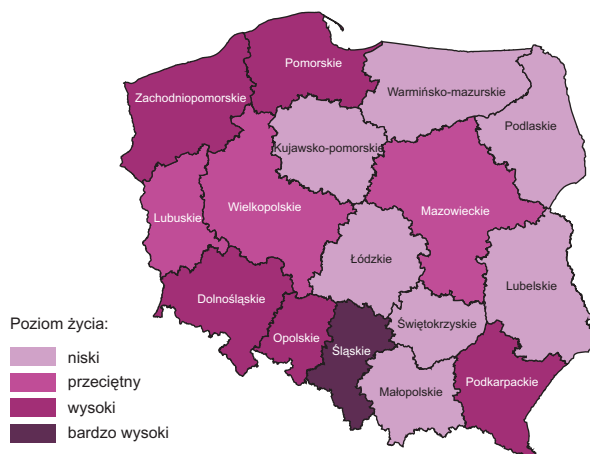 Pomorskie
Zachodniopomorskie
Warmińsko-mazurskie
Podlaskie
Kujawsko-pomorskie
Wielkopolskie
Mazowieckie
Lubuskie
Łódzkie
Lubelskie
Dolnośląskie
Świętokrzyskie
Opolskie
Śląskie
Małopolskie
Podkarpackie
Poziom życia:
niski
przeciętny
wysoki
bardzo wysoki